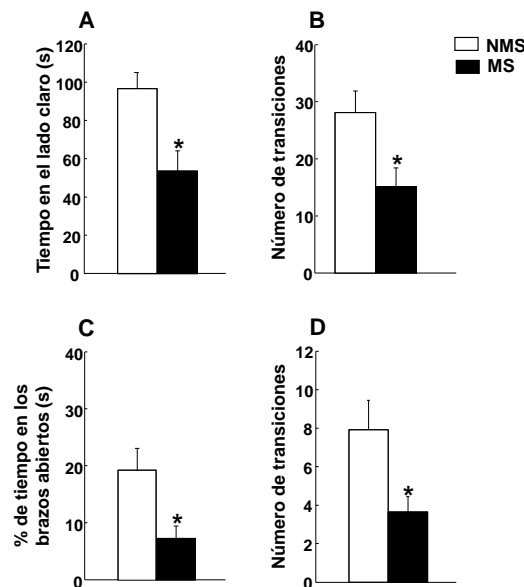 A
Tiempo en el lado claro (s)
120
100
80
60
40
20
0
*
B
Número de transiciones
40
30
20
10
0
*
NMS
MS
C
% de tiempo en los
brazos abiertos (s)
40
30
20
10
0
*
D
Número de transiciones
12
10
8
6
4
2
0
*